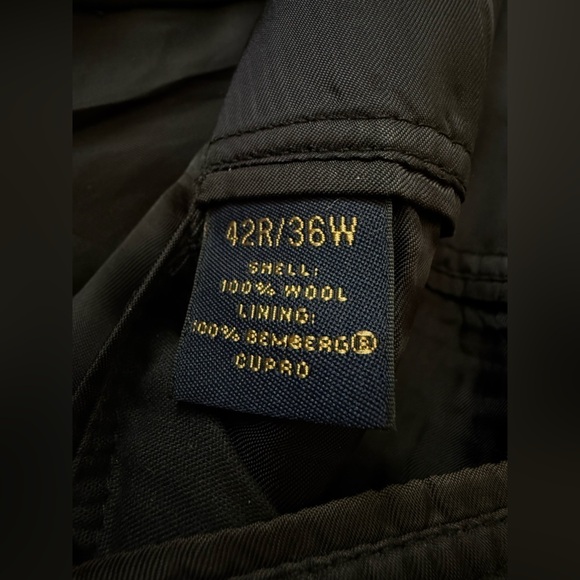 42R/36W
SHELL:
100% WOOL
LINING:
100% BEMBERG®
CUPRO